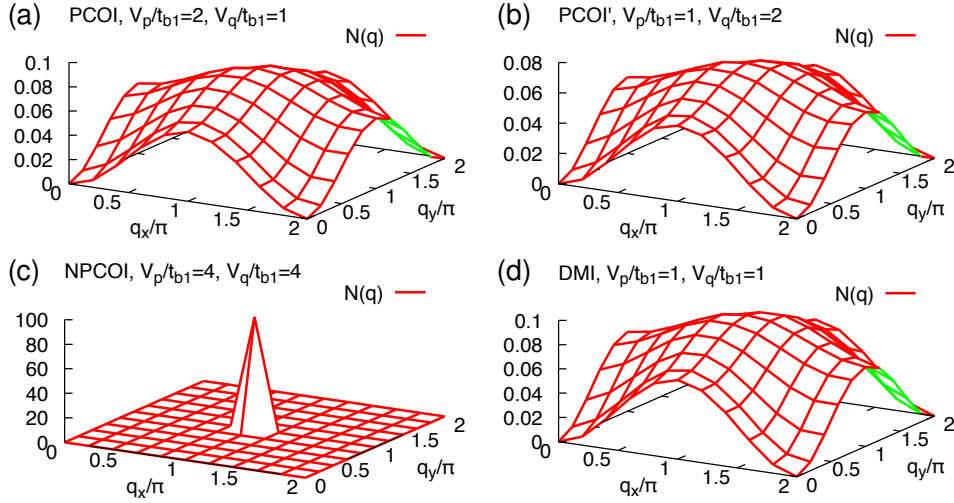 (a) PCOI, V_p/t_b1=2, V_q/t_b1=1
N(q)
0.1
0.08
0.06
0.04
0.02
0
0 0.5 1 1.5 2
q_x/π
0 0.5 1 1.5 2
q_y/π
(b) PCOI', V_p/t_b1=1, V_q/t_b1=2
N(q)
0.08
0.06
0.04
0.02
0
0 0.5 1 1.5 2
q_x/π
0 0.5 1 1.5 2
q_y/π
(c) NPCOI, V_p/t_b1=4, V_q/t_b1=4
N(q)
100
80
60
40
20
0
0 0.5 1 1.5 2
q_x/π
0 0.5 1 1.5 2
q_y/π
(d) DMI, V_p/t_b1=1, V_q/t_b1=1
N(q)
0.1
0.08
0.06
0.04
0.02
0
0 0.5 1 1.5 2
q_x/π
0 0.5 1 1.5 2
q_y/π